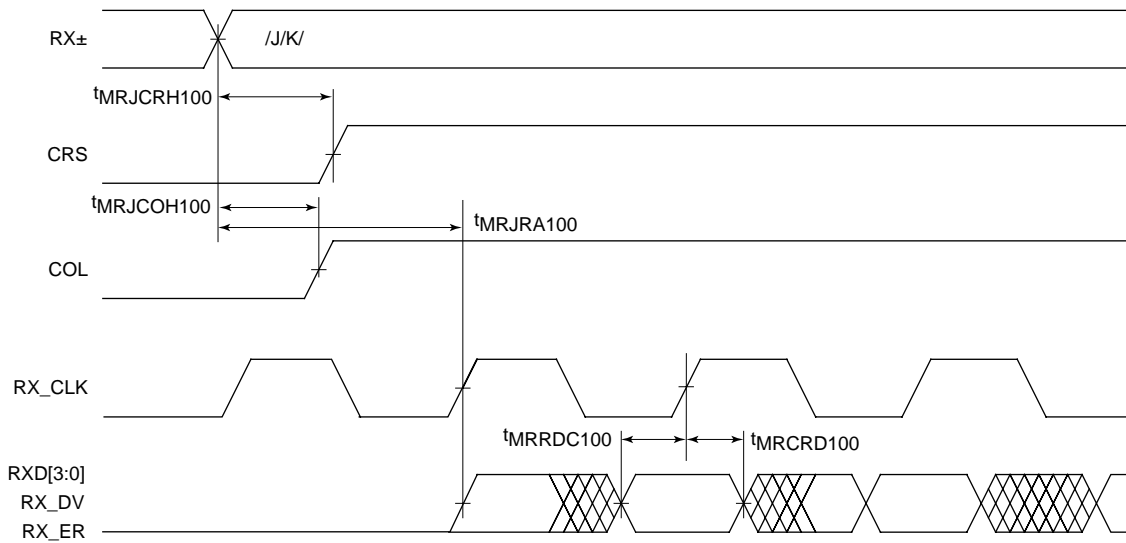 RX±
/J/K/
tMRJCRH100
CRS
tMRJCOH100
tMRJRA100
COL
RX_CLK
tMRRDC100
tMRCRD100
RXD[3:0]
RX_DV
RX_ER